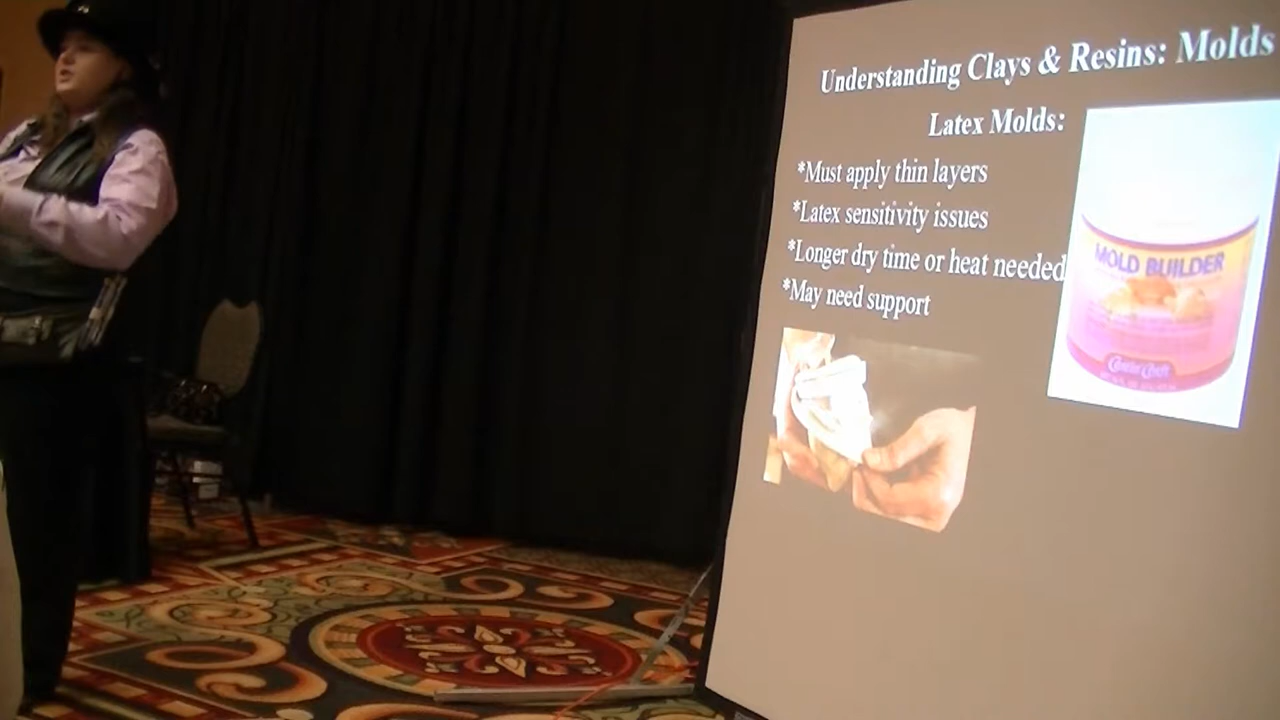 Understanding Clays & Resins: Molds
Latex Molds:
*Must apply thin layers
*Latex sensitivity issues
*Longer dry time or heat needed
*May need support
MOLD BUILDER